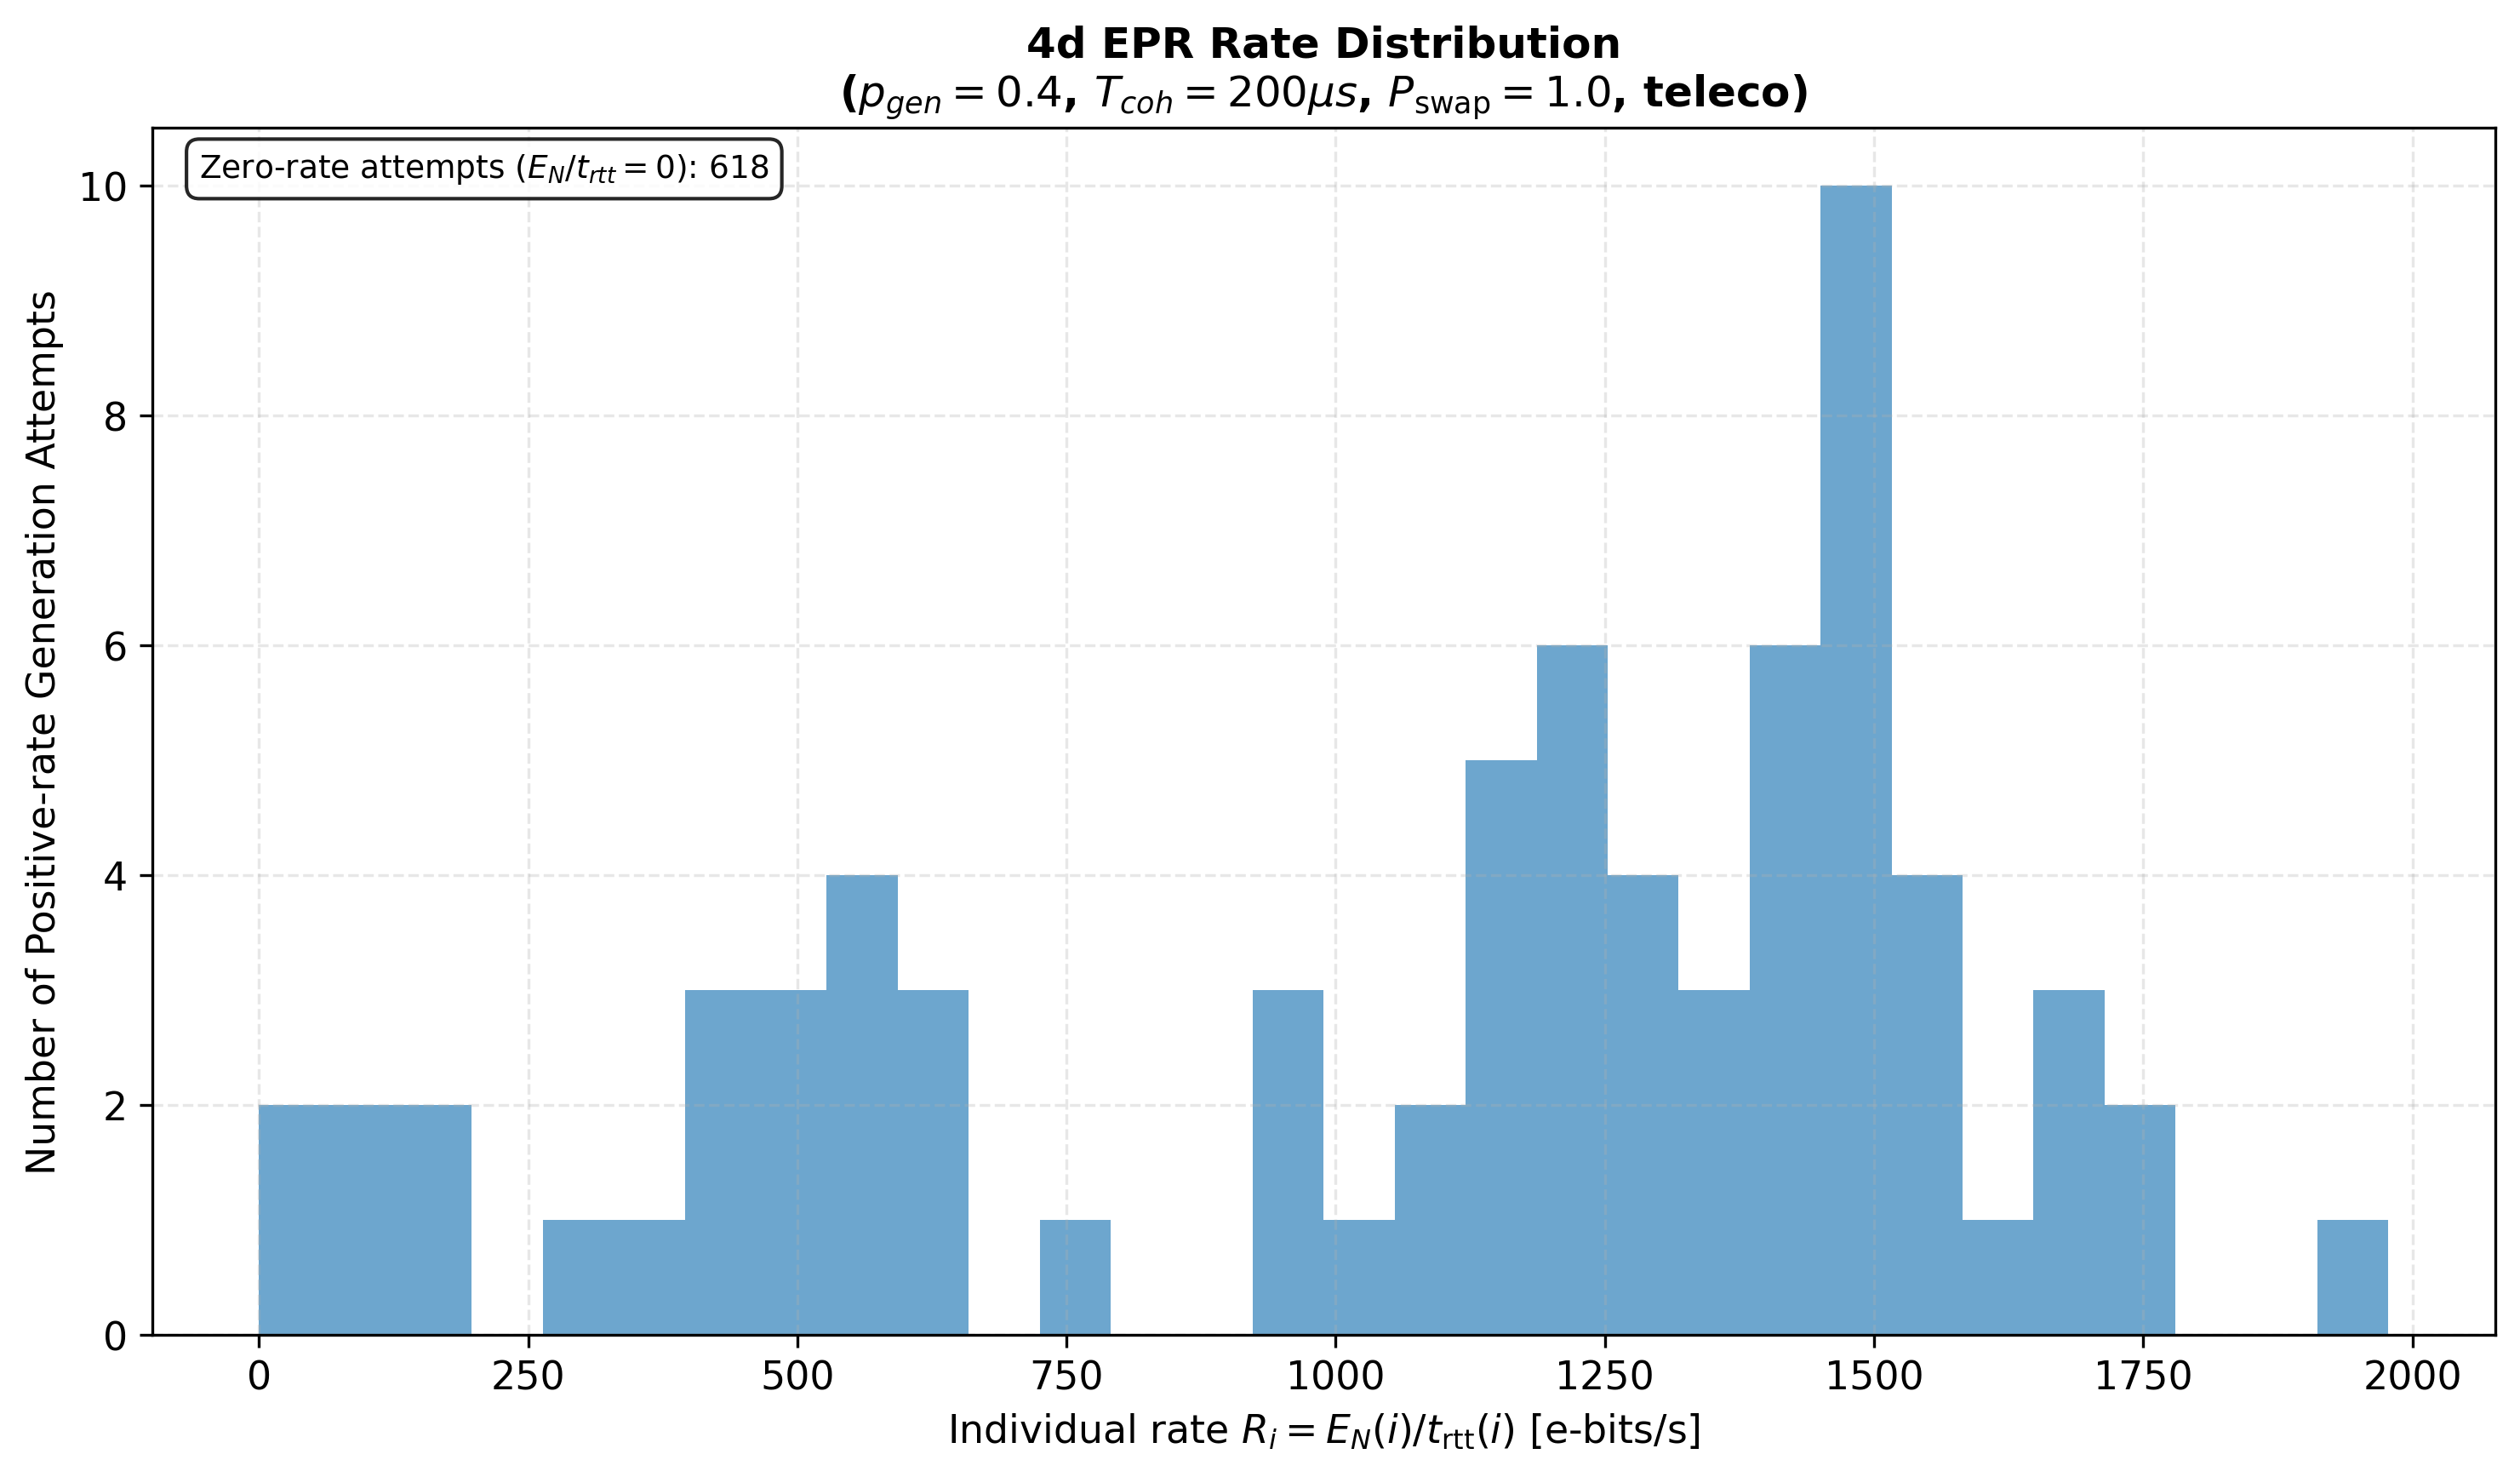 4d EPR Rate Distribution
(p_gen = 0.4, T_coh = 200μs, P_swap = 1.0, teleco)
Zero-rate attempts (E_N/t_rtt = 0): 618
Number of Positive-rate Generation Attempts
10
8
6
4
2
0
0 250 500 750 1000 1250 1500 1750 2000
Individual rate R_i = E_N(i)/t_rtt(i) [e-bits/s]